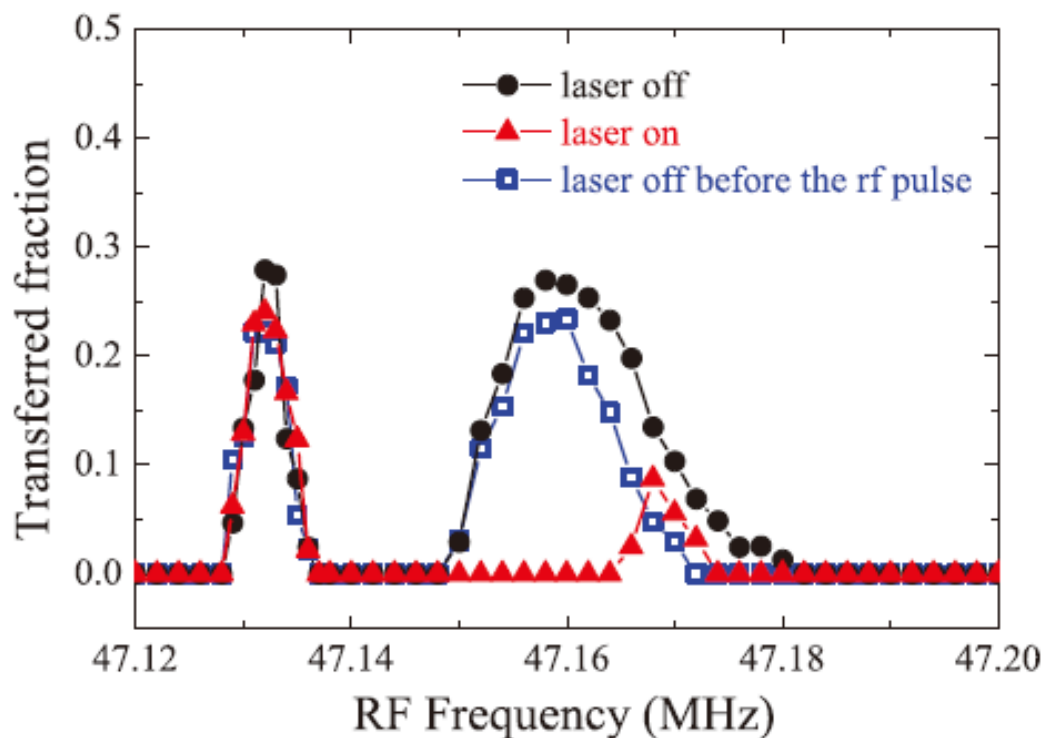 0.5
0.4
0.3
0.2
0.1
0.0
Transferred fraction
laser off
laser on
laser off before the rf pulse
47.12 47.14 47.16 47.18 47.20
RF Frequency (MHz)